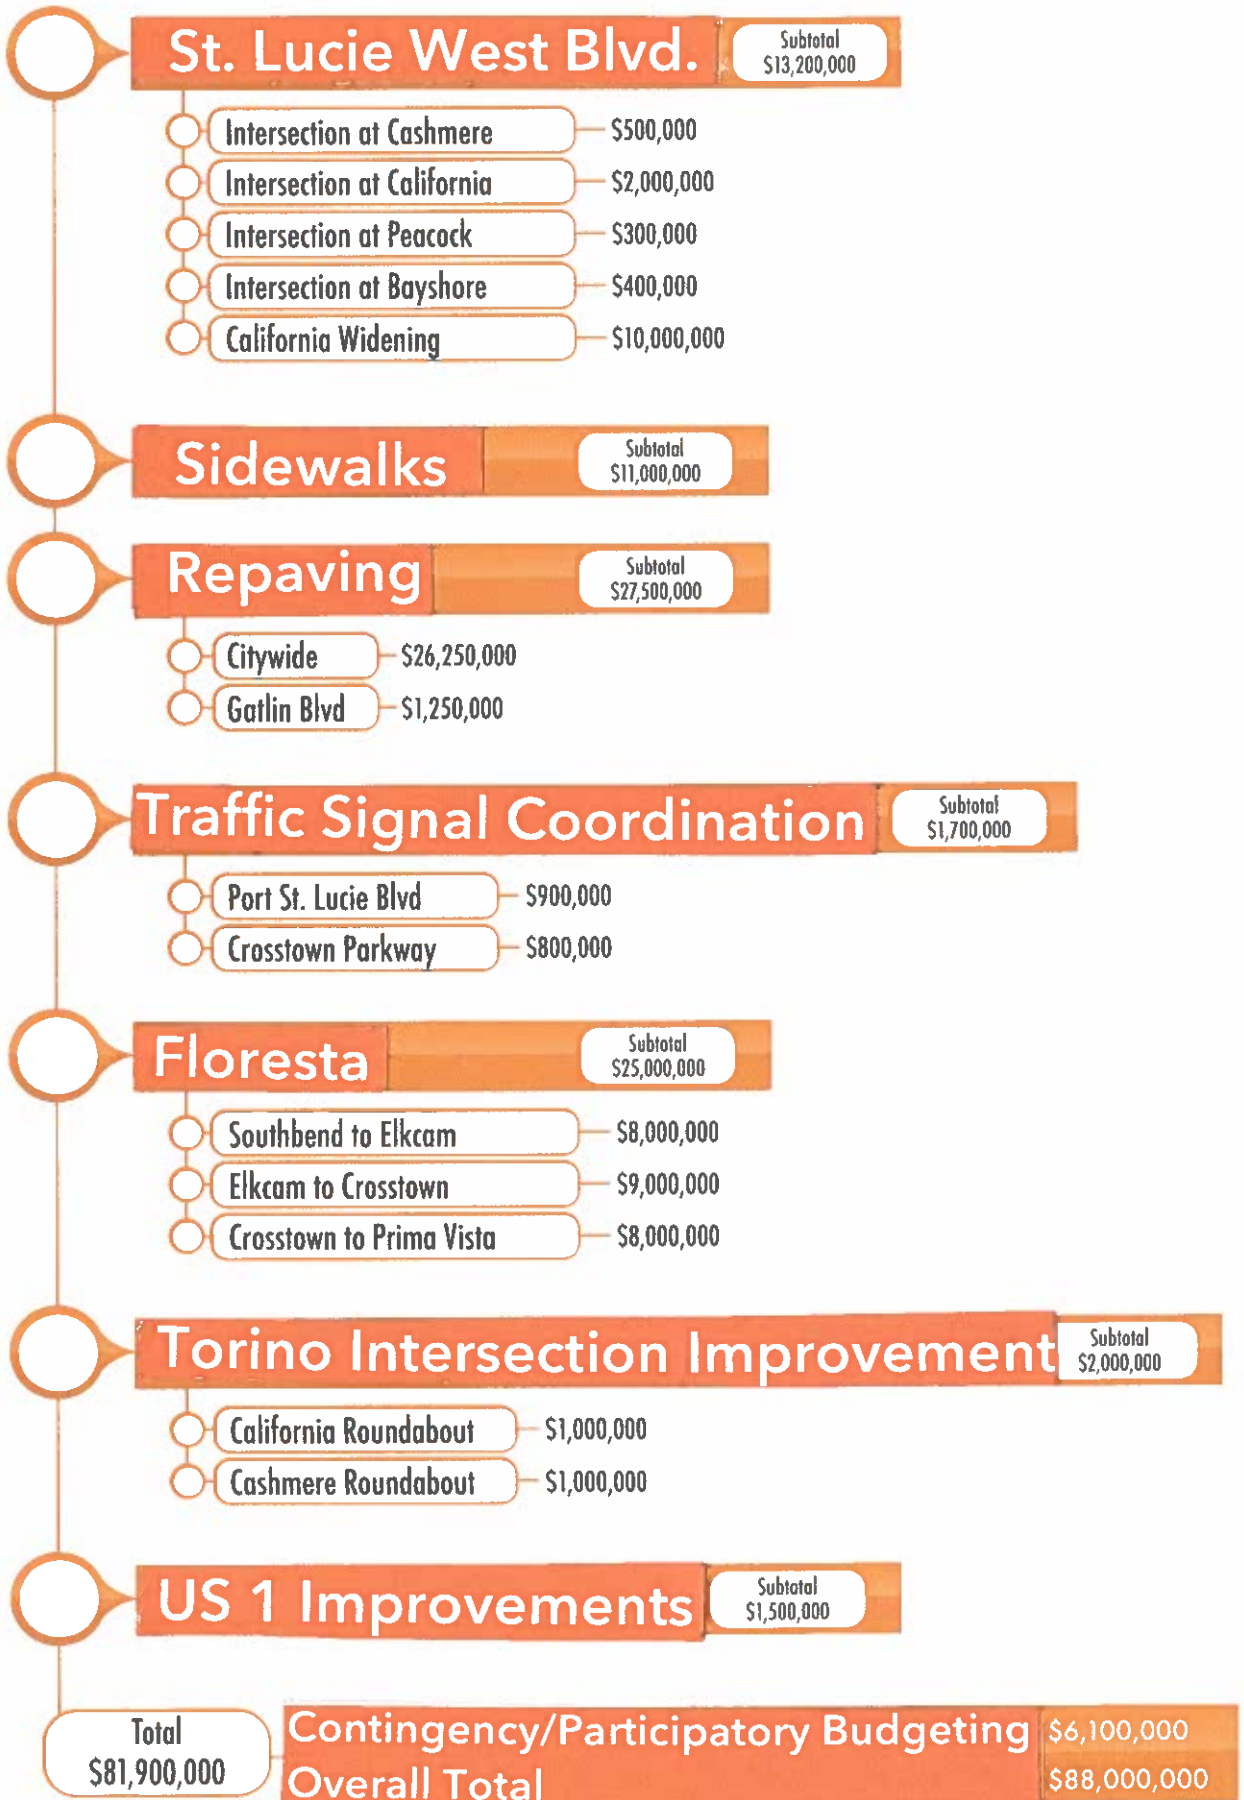 St. Lucie West Blvd.
Subtotal
$13,200,000
Intersection at Cashmere $500,000
Intersection at California $2,000,000
Intersection at Peacock $300,000
Intersection at Bayshore $400,000
California Widening $10,000,000
Sidewalks
Subtotal
$11,000,000
Repaving
Subtotal
$27,500,000
Citywide $26,250,000
Gatlin Blvd $1,250,000
Traffic Signal Coordination
Subtotal
$1,700,000
Port St. Lucie Blvd $900,000
Crosstown Parkway $800,000
Floresta
Subtotal
$25,000,000
Southbend to Elkcam $8,000,000
Elkcam to Crosstown $9,000,000
Crosstown to Prima Vista $8,000,000
Torino Intersection Improvement
Subtotal
$2,000,000
California Roundabout $1,000,000
Cashmere Roundabout $1,000,000
US 1 Improvements
Subtotal
$1,500,000
Total
$81,900,000
Contingency/Participatory Budgeting $6,100,000
Overall Total $88,000,000